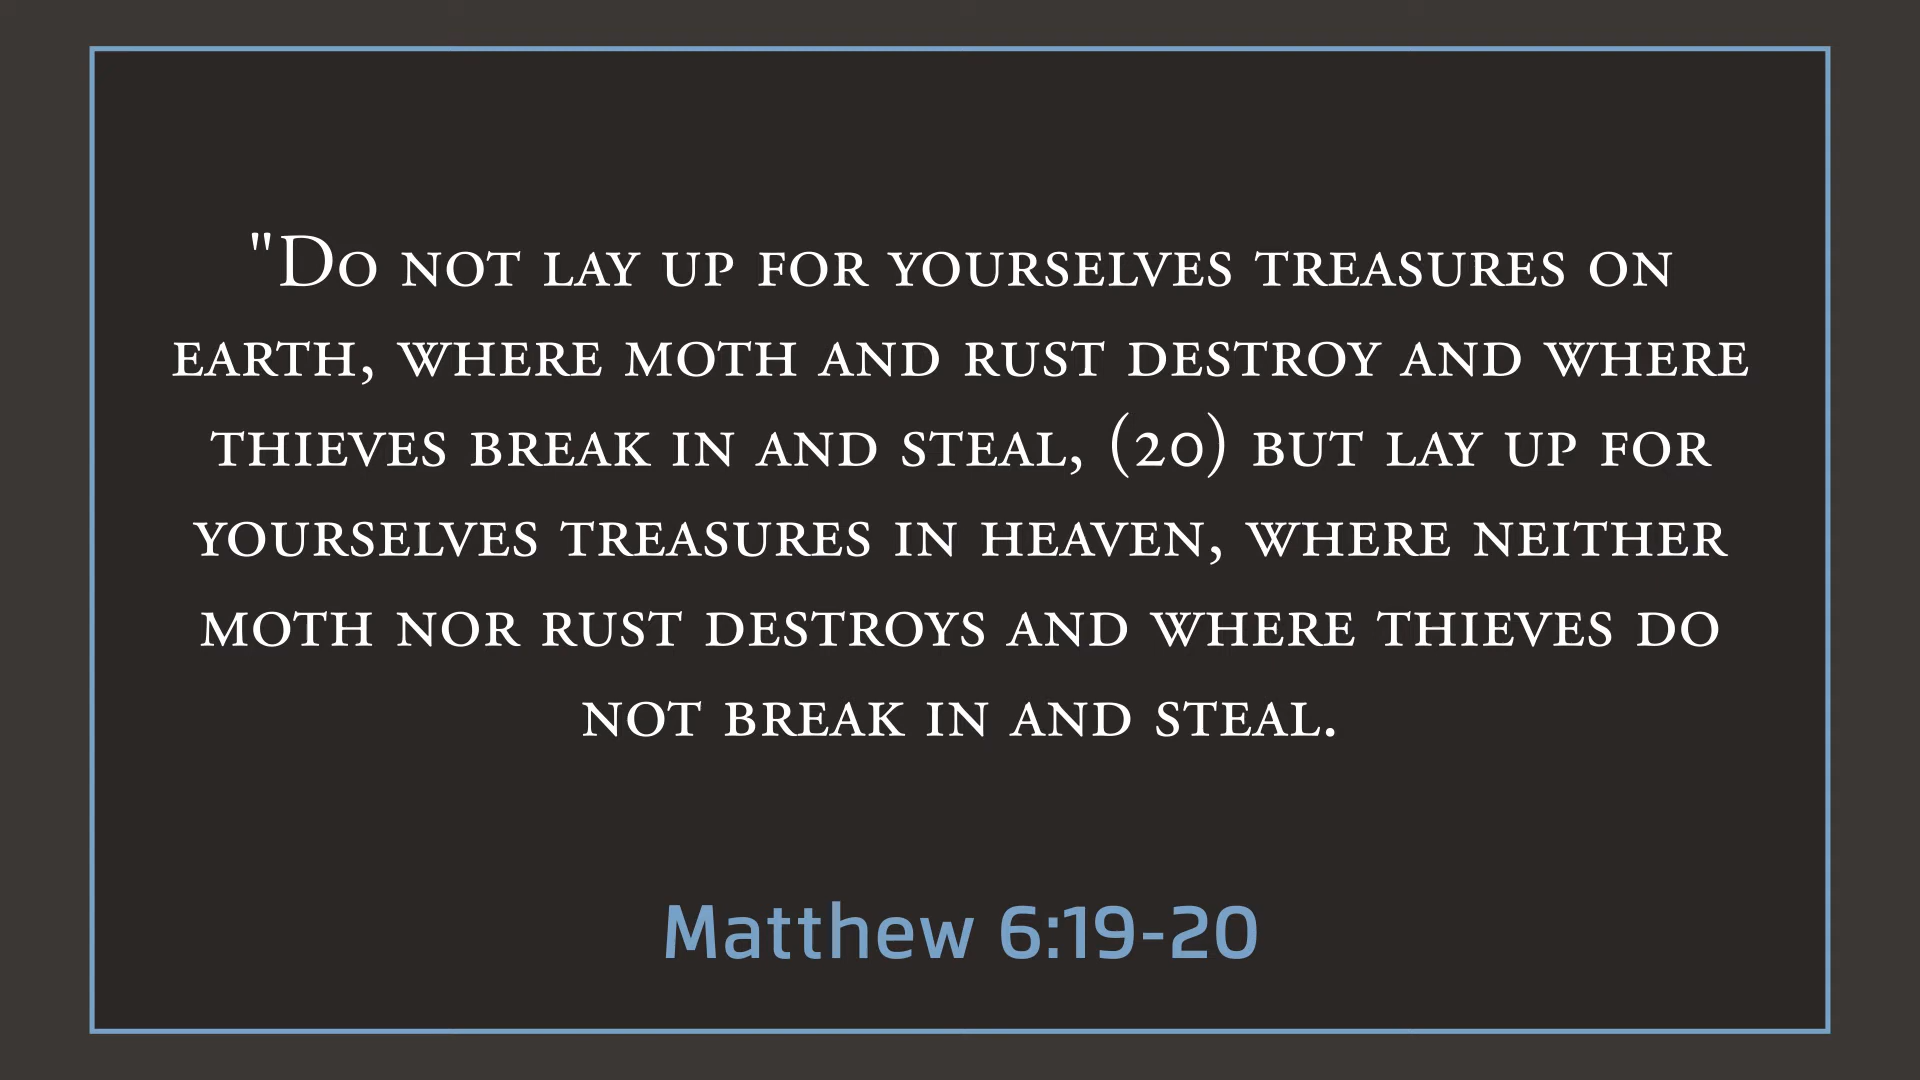 "Do not lay up for yourselves treasures on
earth, where moth and rust destroy and where
thieves break in and steal, (20) but lay up for
yourselves treasures in heaven, where neither
moth nor rust destroys and where thieves do
not break in and steal.
Matthew 6:19-20